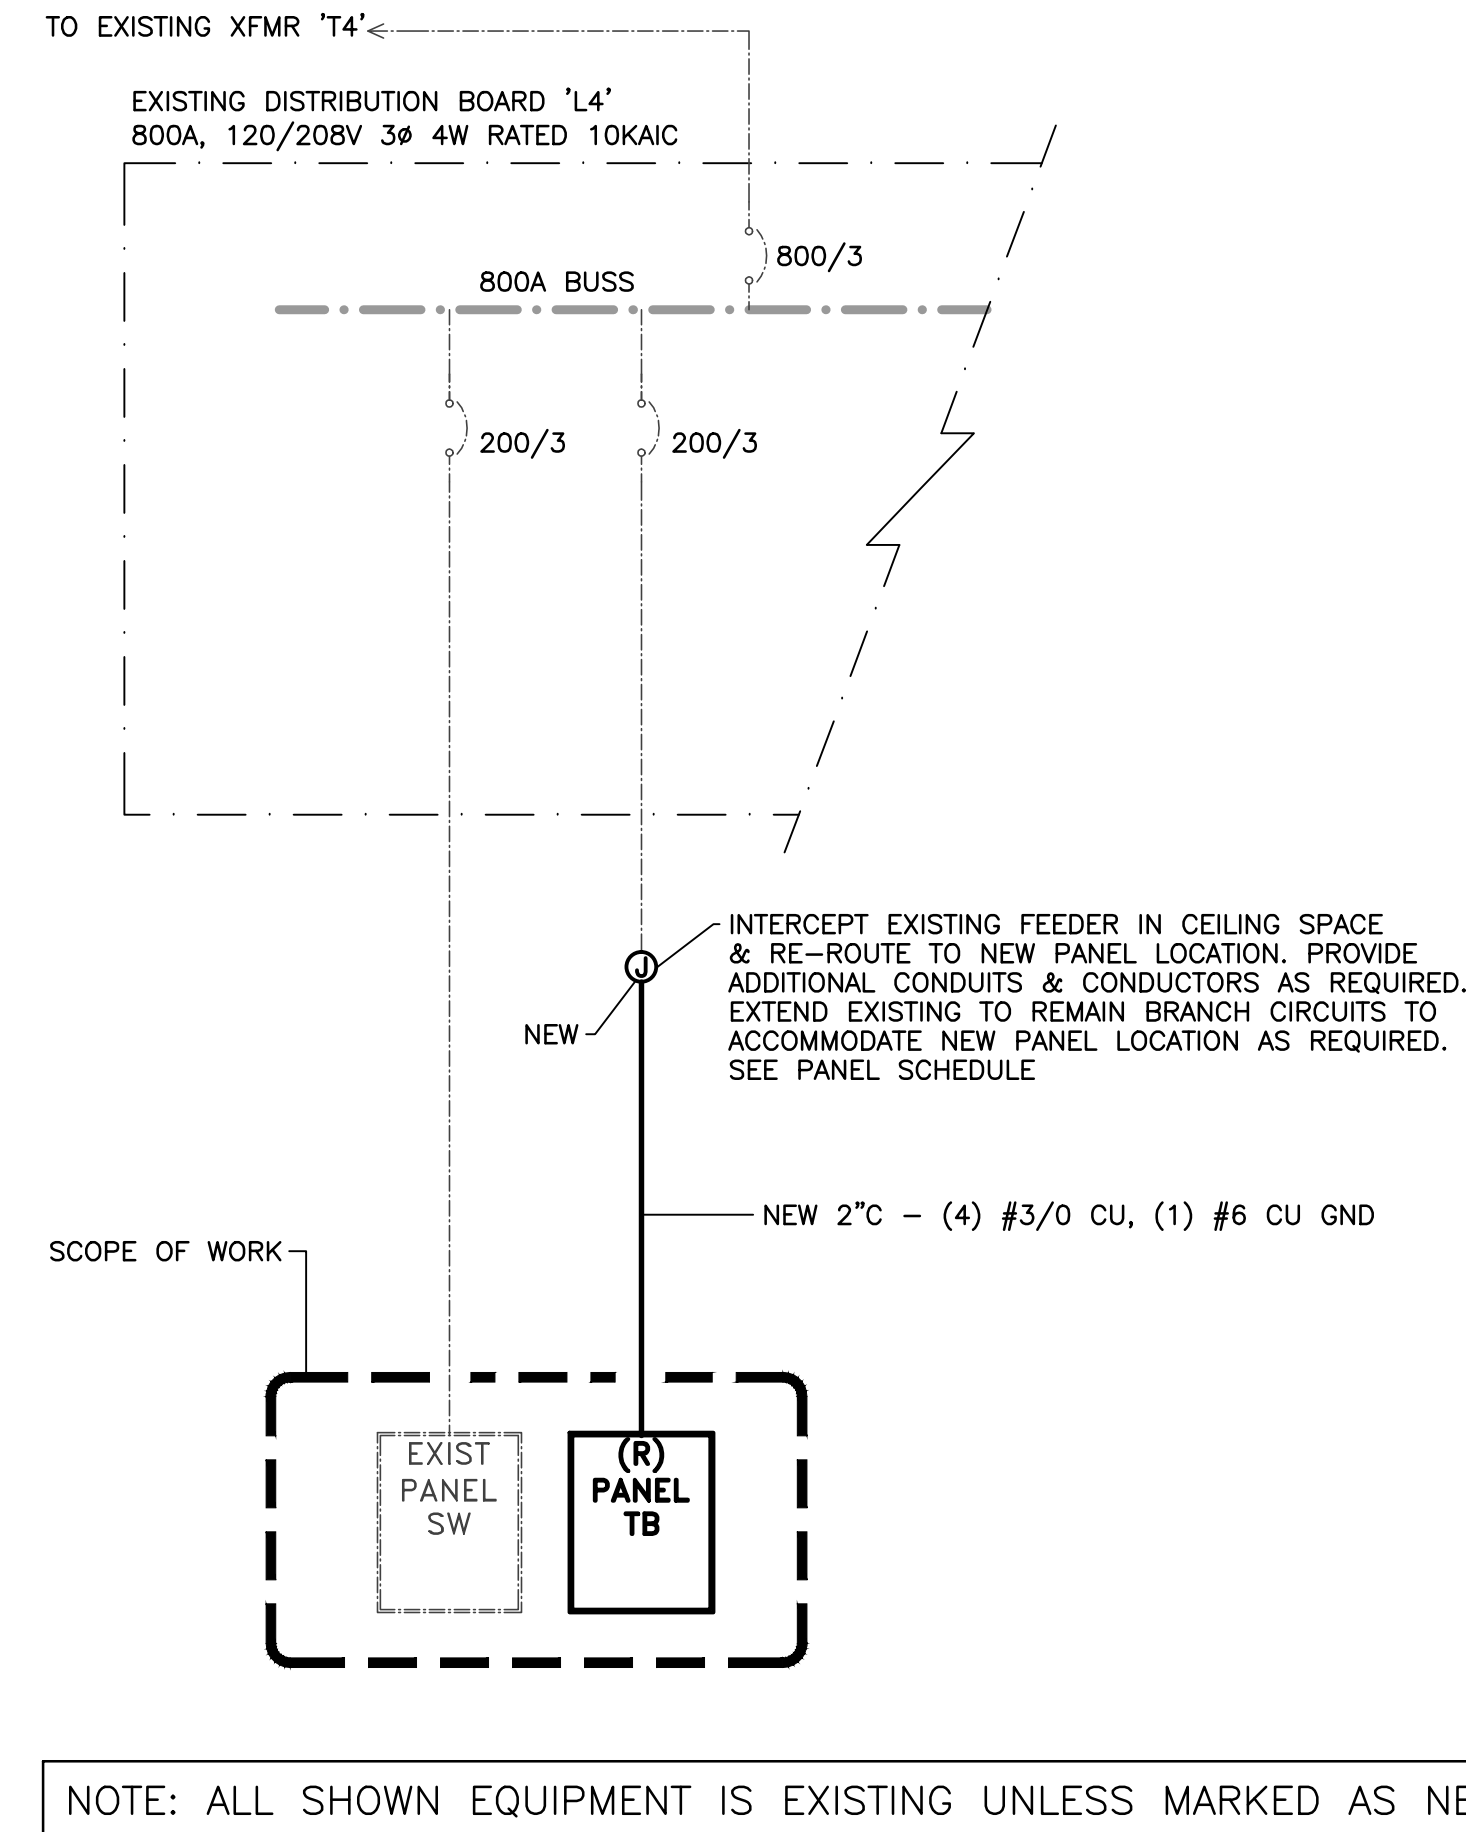 TO EXISTING XFMR 'T4'
EXISTING DISTRIBUTION BOARD 'L4'
800A, 120/208V 3ø 4W RATED 10KAIC
800/3
800A BUSS
200/3
200/3
INTERCEPT EXISTING FEEDER IN CEILING SPACE
& RE-ROUTE TO NEW PANEL LOCATION. PROVIDE
ADDITIONAL CONDUITS & CONDUCTORS AS REQUIRED.
EXTEND EXISTING TO REMAIN BRANCH CIRCUITS TO
ACCOMMODATE NEW PANEL LOCATION AS REQUIRED.
SEE PANEL SCHEDULE
J
NEW
NEW 2"C - (4) #3/0 CU, (1) #6 CU GND
SCOPE OF WORK
EXIST
PANEL
SW
(R)
PANEL
TB
NOTE: ALL SHOWN EQUIPMENT IS EXISTING UNLESS MARKED AS